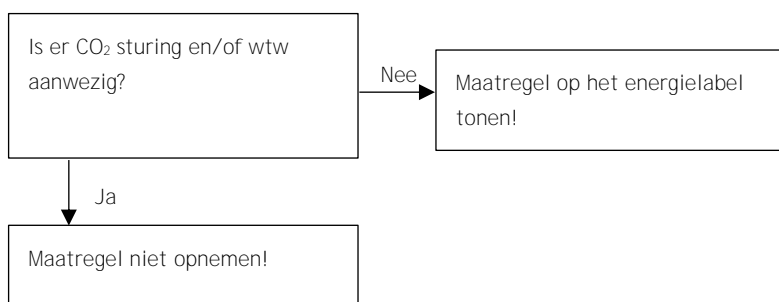 Is er CO₂ sturing en/of wtw
aanwezig?
Nee
Maatregel op het energielabel
tonen!
Ja
Maatregel niet opnemen!